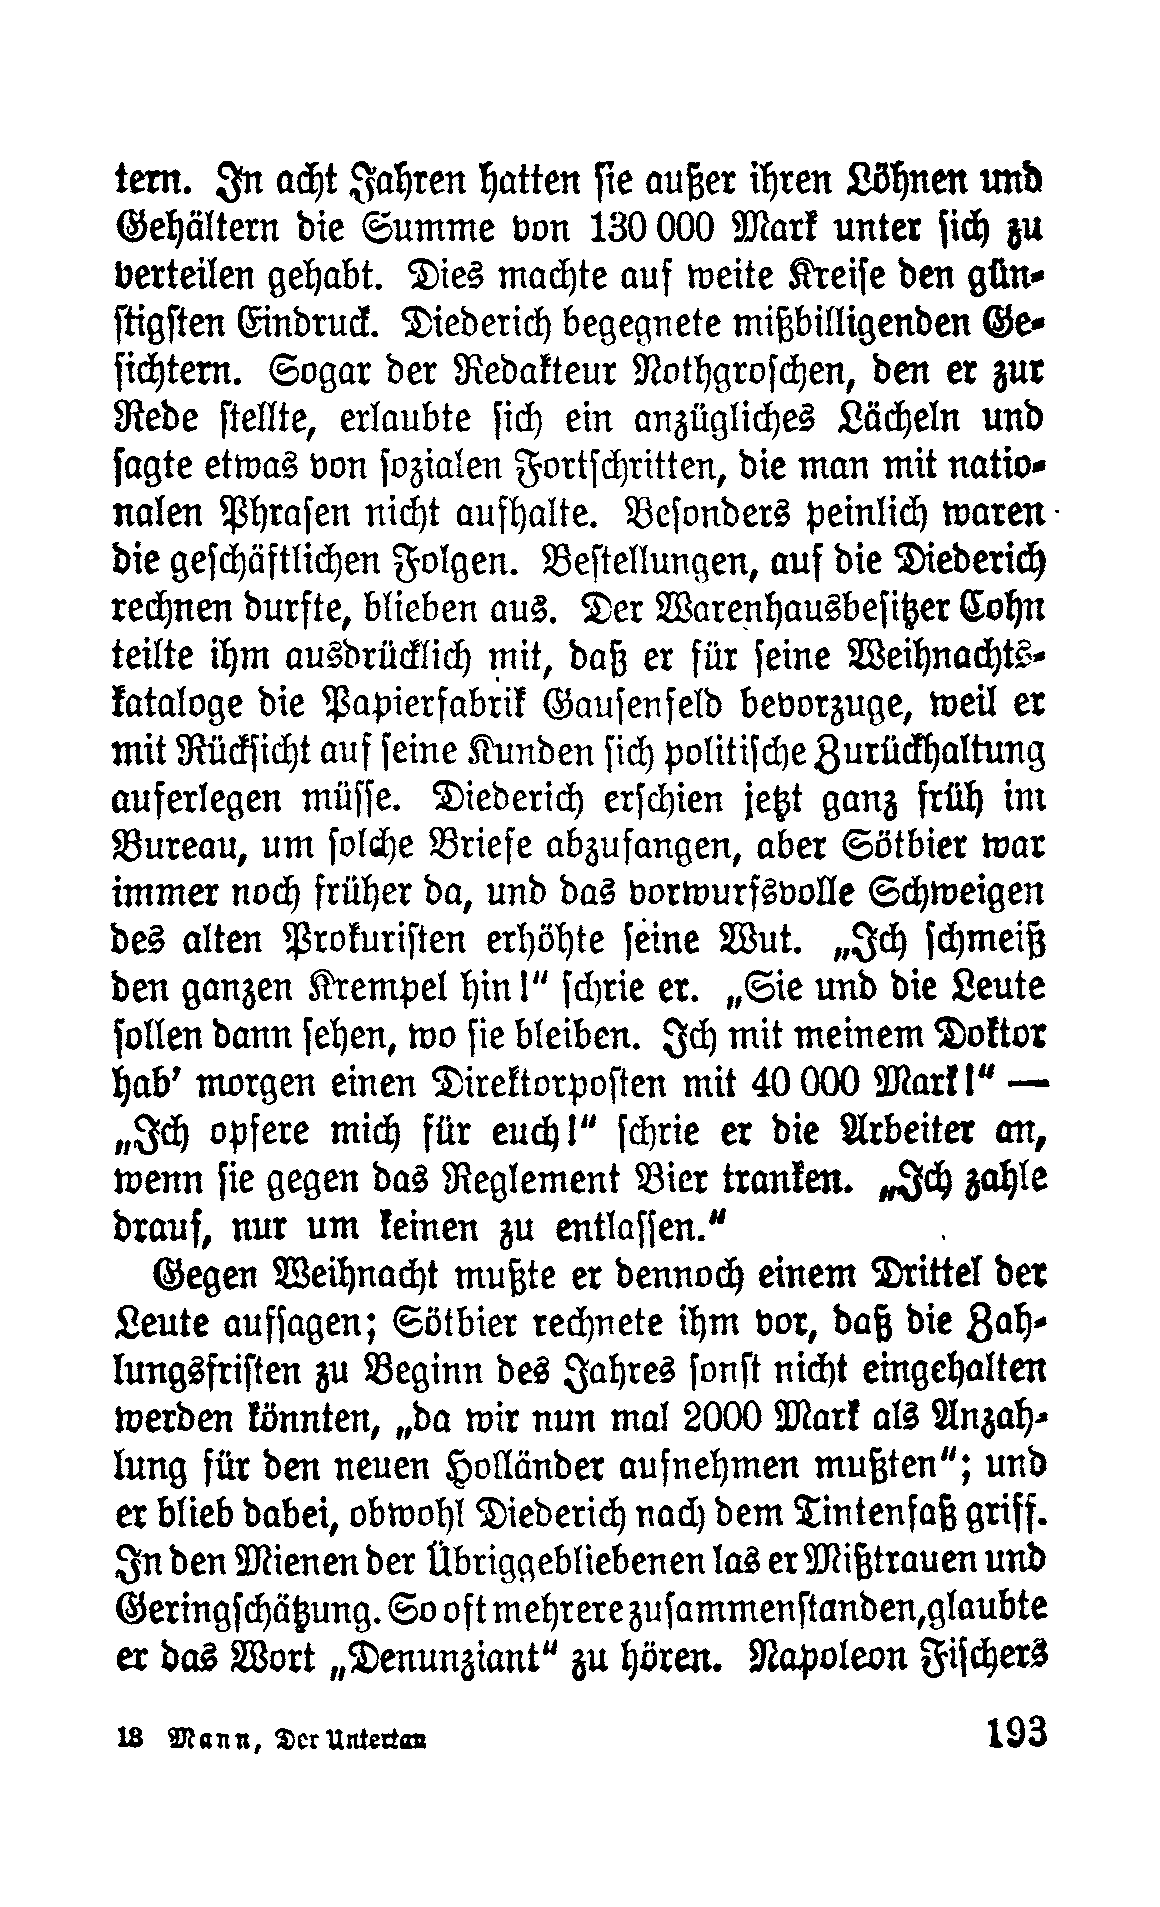 tern. In acht Jahren hatten sie außer ihren Löhnen und
Gehältern die Summe von 130 000 Mark unter sich zu
verteilen gehabt. Dies machte auf weite Kreise den gün-
stigsten Eindruck. Diederich begegnete mißbilligenden Ge-
sichtern. Sogar der Redakteur Nothgroschen, den er zur
Rede stellte, erlaubte sich ein anzügliches Lächeln und
sagte etwas von sozialen Fortschritten, die man mit natio-
nalen Phrasen nicht aufhalte. Besonders peinlich waren
die geschäftlichen Folgen. Bestellungen, auf die Diederich
rechnen durfte, blieben aus. Der Warenhausbesitzer Cohn
teilte ihm ausdrücklich mit, daß er für seine Weihnachts-
kataloge die Papierfabrik Gausenfeld bevorzuge, weil er
mit Rücksicht auf seine Kunden sich politische Zurückhaltung
auferlegen müsse. Diederich erschien jetzt ganz früh im
Bureau, um solche Briefe abzufangen, aber Sötbier war
immer noch früher da, und das vorwurfsvolle Schweigen
des alten Prokuristen erhöhte seine Wut. „Ich schmeiß
den ganzen Krempel hin!“ schrie er. „Sie und die Leute
sollen dann sehen, wo sie bleiben. Ich mit meinem Doktor
hab’ morgen einen Direktorposten mit 40 000 Mark!“ —
„Ich opfere mich für euch!“ schrie er die Arbeiter an,
wenn sie gegen das Reglement Bier tranken. „Ich zahle
drauf, nur um keinen zu entlassen.“
Gegen Weihnacht mußte er dennoch einem Drittel der
Leute aufsagen; Sötbier rechnete ihm vor, daß die Zah-
lungsfristen zu Beginn des Jahres sonst nicht eingehalten
werden könnten, „da wir nun mal 2000 Mark als Anzah-
lung für den neuen Holländer aufnehmen mußten“; und
er blieb dabei, obwohl Diederich nach dem Tintenfaß griff.
In den Mienen der Übriggebliebenen las er Mißtrauen und
Geringschätzung. So oft mehrere zusammenstanden, glaubte
er das Wort „Denunziant“ zu hören. Napoleon Fischers
13 Mann, Der Untertan
193